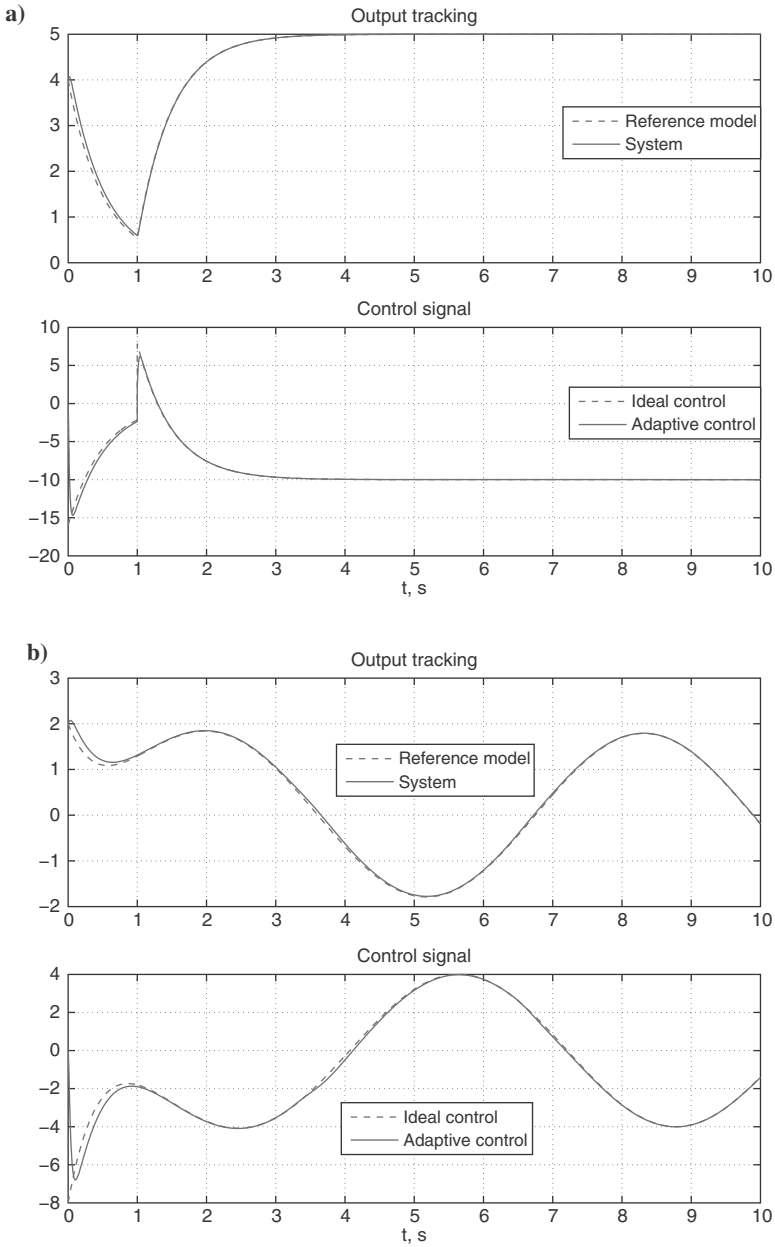 a)
Output tracking
5
4
3
2
1
0
Reference model
System
0 1 2 3 4 5 6 7 8 9 10
Control signal
10
5
0
−5
−10
−15
−20
Ideal control
Adaptive control
0 1 2 3 4 5 6 7 8 9 10
t, s
b)
Output tracking
3
2
1
0
−1
−2
Reference model
System
0 1 2 3 4 5 6 7 8 9 10
Control signal
4
2
0
−2
−4
−6
−8
Ideal control
Adaptive control
0 1 2 3 4 5 6 7 8 9 10
t, s